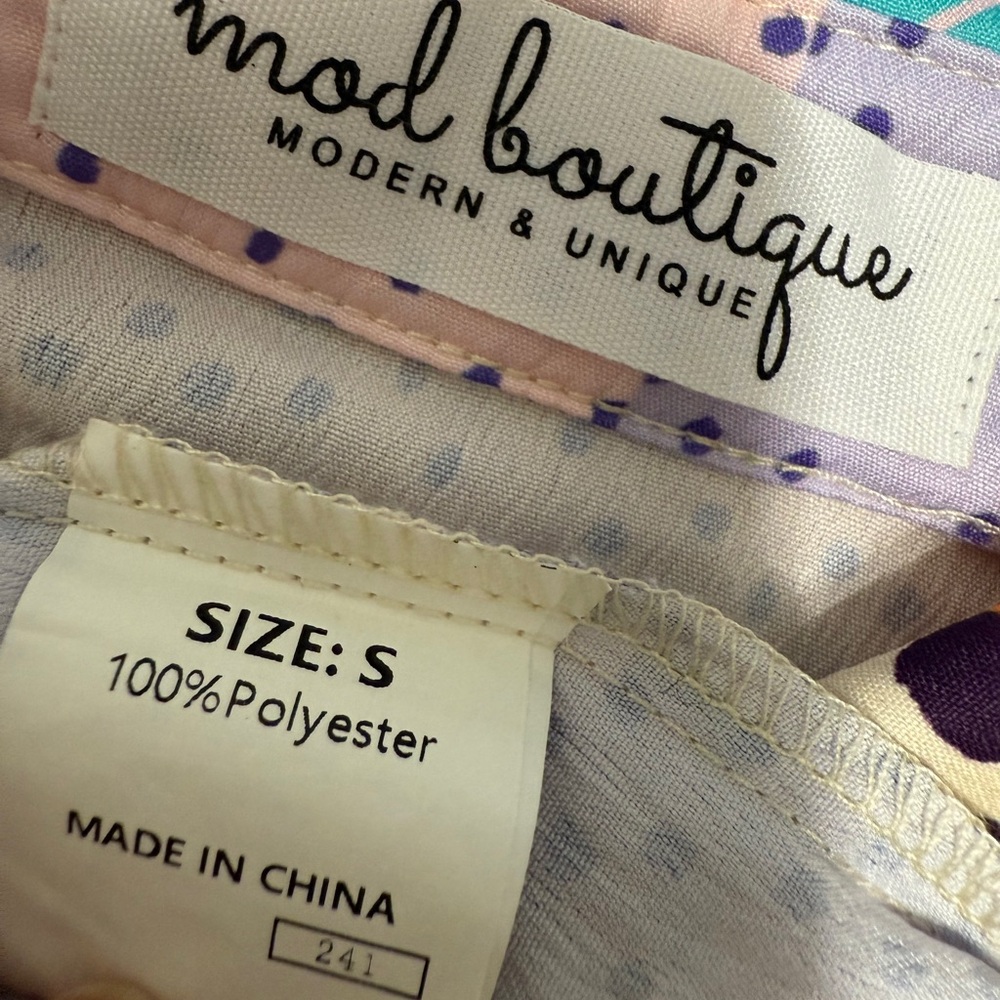 mod boutique
MODERN & UNIQUE
SIZE: S
100%Polyester
MADE IN CHINA
241